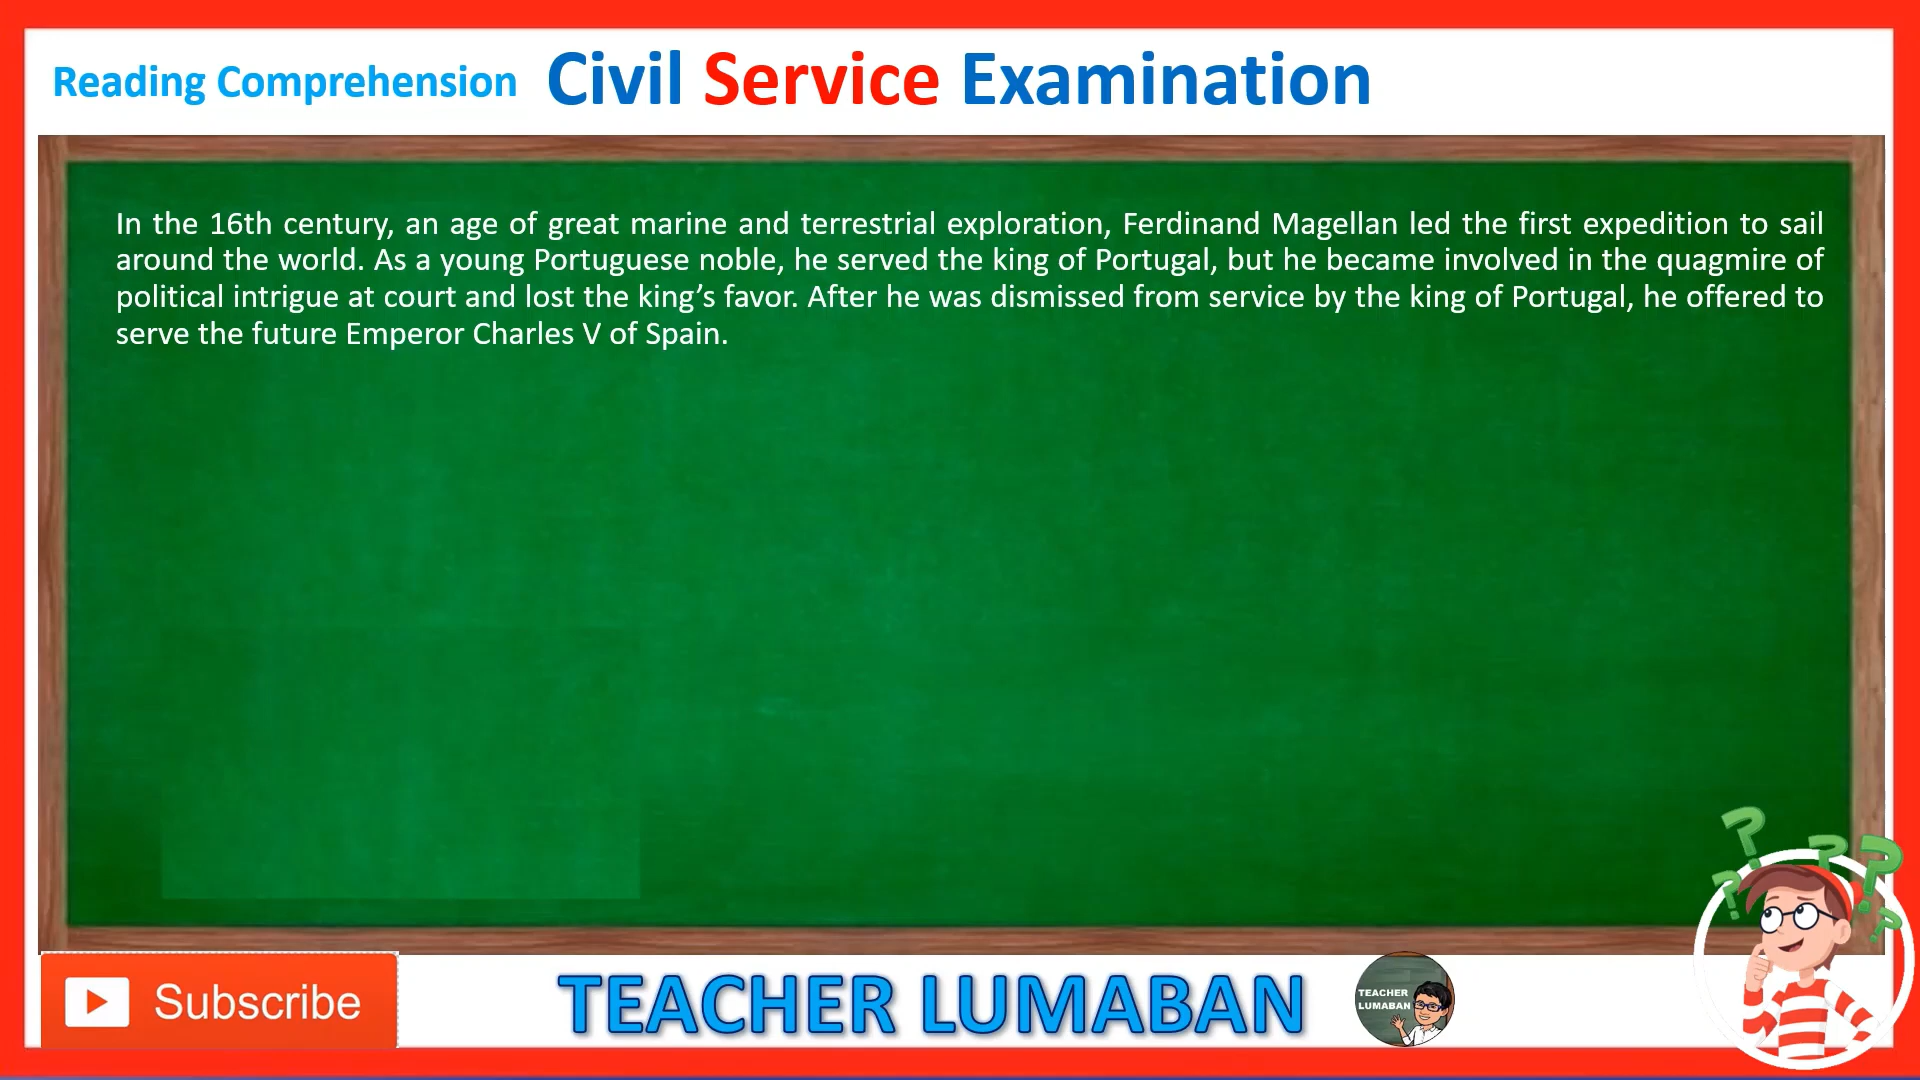 Reading Comprehension Civil Service Examination
In the 16th century, an age of great marine and terrestrial exploration, Ferdinand Magellan led the first expedition to sail
around the world. As a young Portuguese noble, he served the king of Portugal, but he became involved in the quagmire of
political intrigue at court and lost the king’s favor. After he was dismissed from service by the king of Portugal, he offered to
serve the future Emperor Charles V of Spain.
Subscribe
TEACHER LUMABAN
TEACHER
LUMABAN